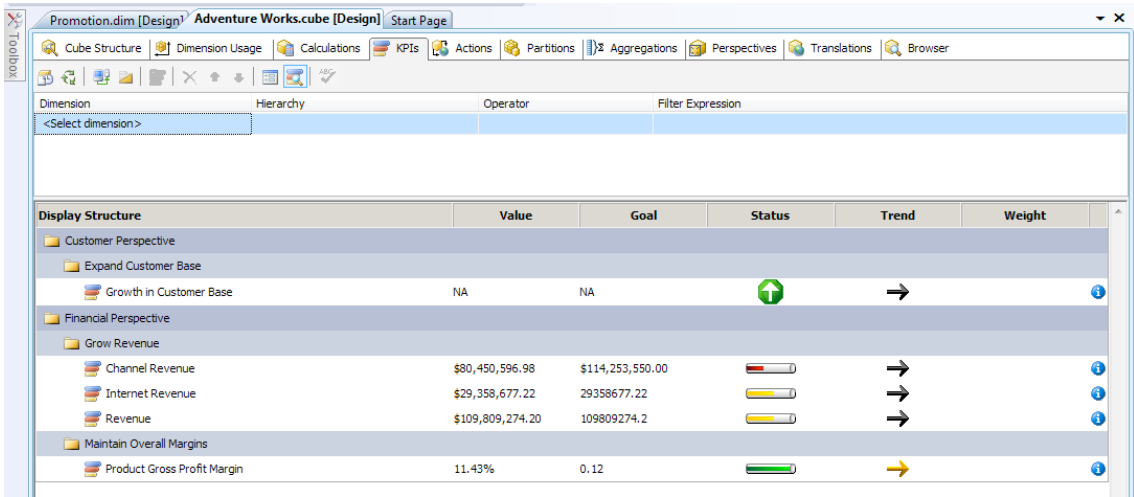 Promotion.dim [Design]* Adventure Works.cube [Design] Start Page
Toolbox
Cube Structure Dimension Usage Calculations KPIs Actions Partitions Aggregations Perspectives Translations Browser
ABC
Dimension Hierarchy Operator Filter Expression
<Select dimension>
Display Structure Value Goal Status Trend Weight
Customer Perspective
Expand Customer Base
Growth in Customer Base NA NA
Financial Perspective
Grow Revenue
Channel Revenue $80,450,596.98 $114,253,550.00
Internet Revenue $29,358,677.22 29358677.22
Revenue $109,809,274.20 109809274.2
Maintain Overall Margins
Product Gross Profit Margin 11.43% 0.12